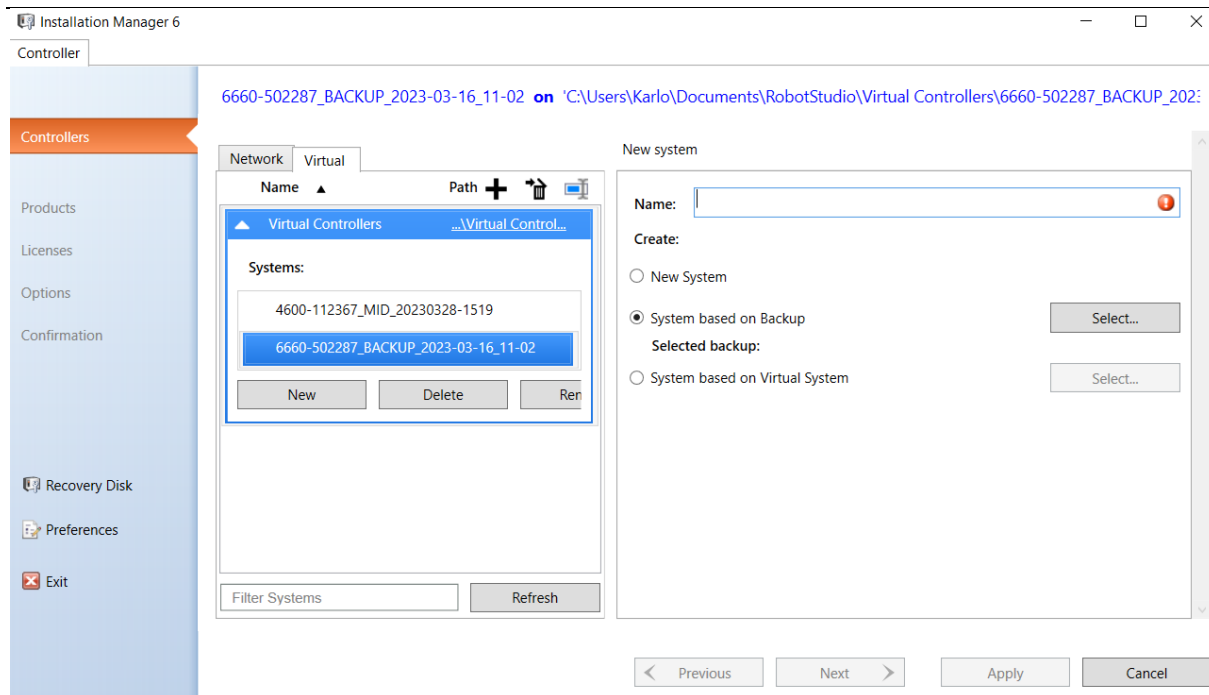 Installation Manager 6
Controller
6660-502287_BACKUP_2023-03-16_11-02 on 'C:\Users\Karlo\Documents\RobotStudio\Virtual Controllers\6660-502287_BACKUP_202
Controllers
Products
Licenses
Options
Confirmation
Recovery Disk
Preferences
Exit
Network Virtual
Name Path
Virtual Controllers ...\Virtual Control...
Systems:
4600-112367_MID_20230328-1519
6660-502287_BACKUP_2023-03-16_11-02
New Delete Ren
Filter Systems Refresh
New system
Name:
Create:
New System
System based on Backup Select...
Selected backup:
System based on Virtual System Select...
Previous Next Apply Cancel